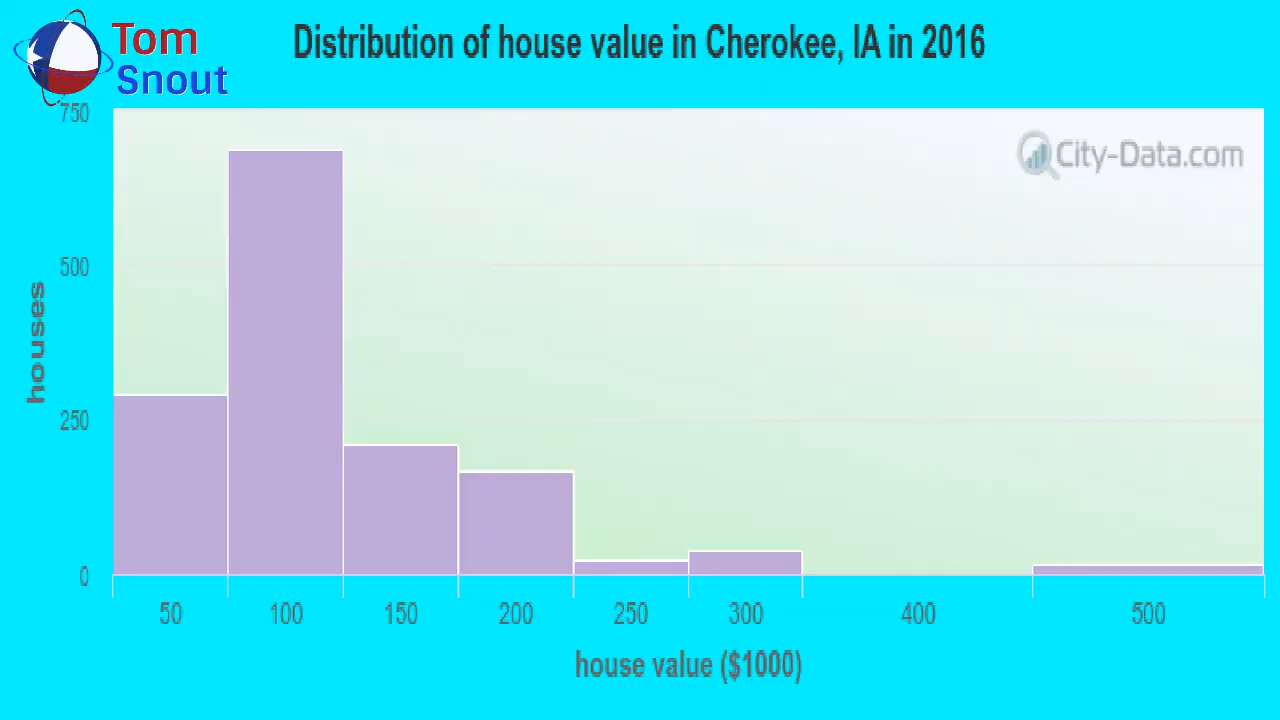 Tom
Snout
Distribution of house value in Cherokee, IA in 2016
City-Data.com
750
500
250
0
houses
50 100 150 200 250 300 400 500
house value ($1000)